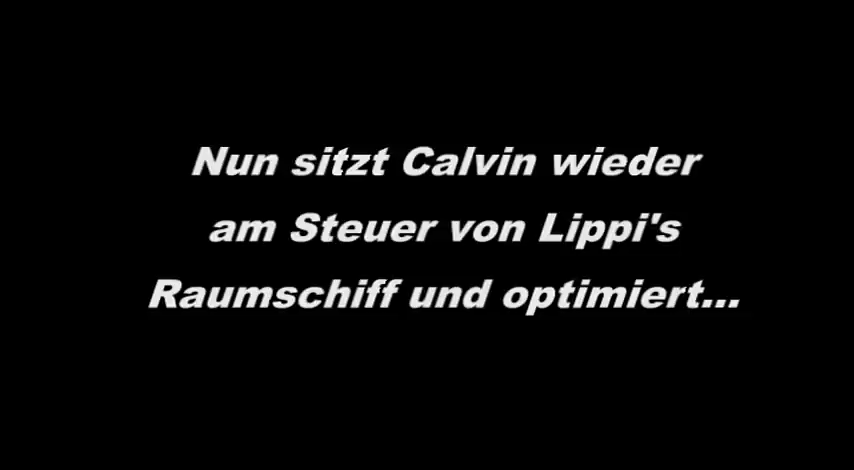 Nun sitzt Calvin wieder
am Steuer von Lippi's
Raumschiff und optimiert...